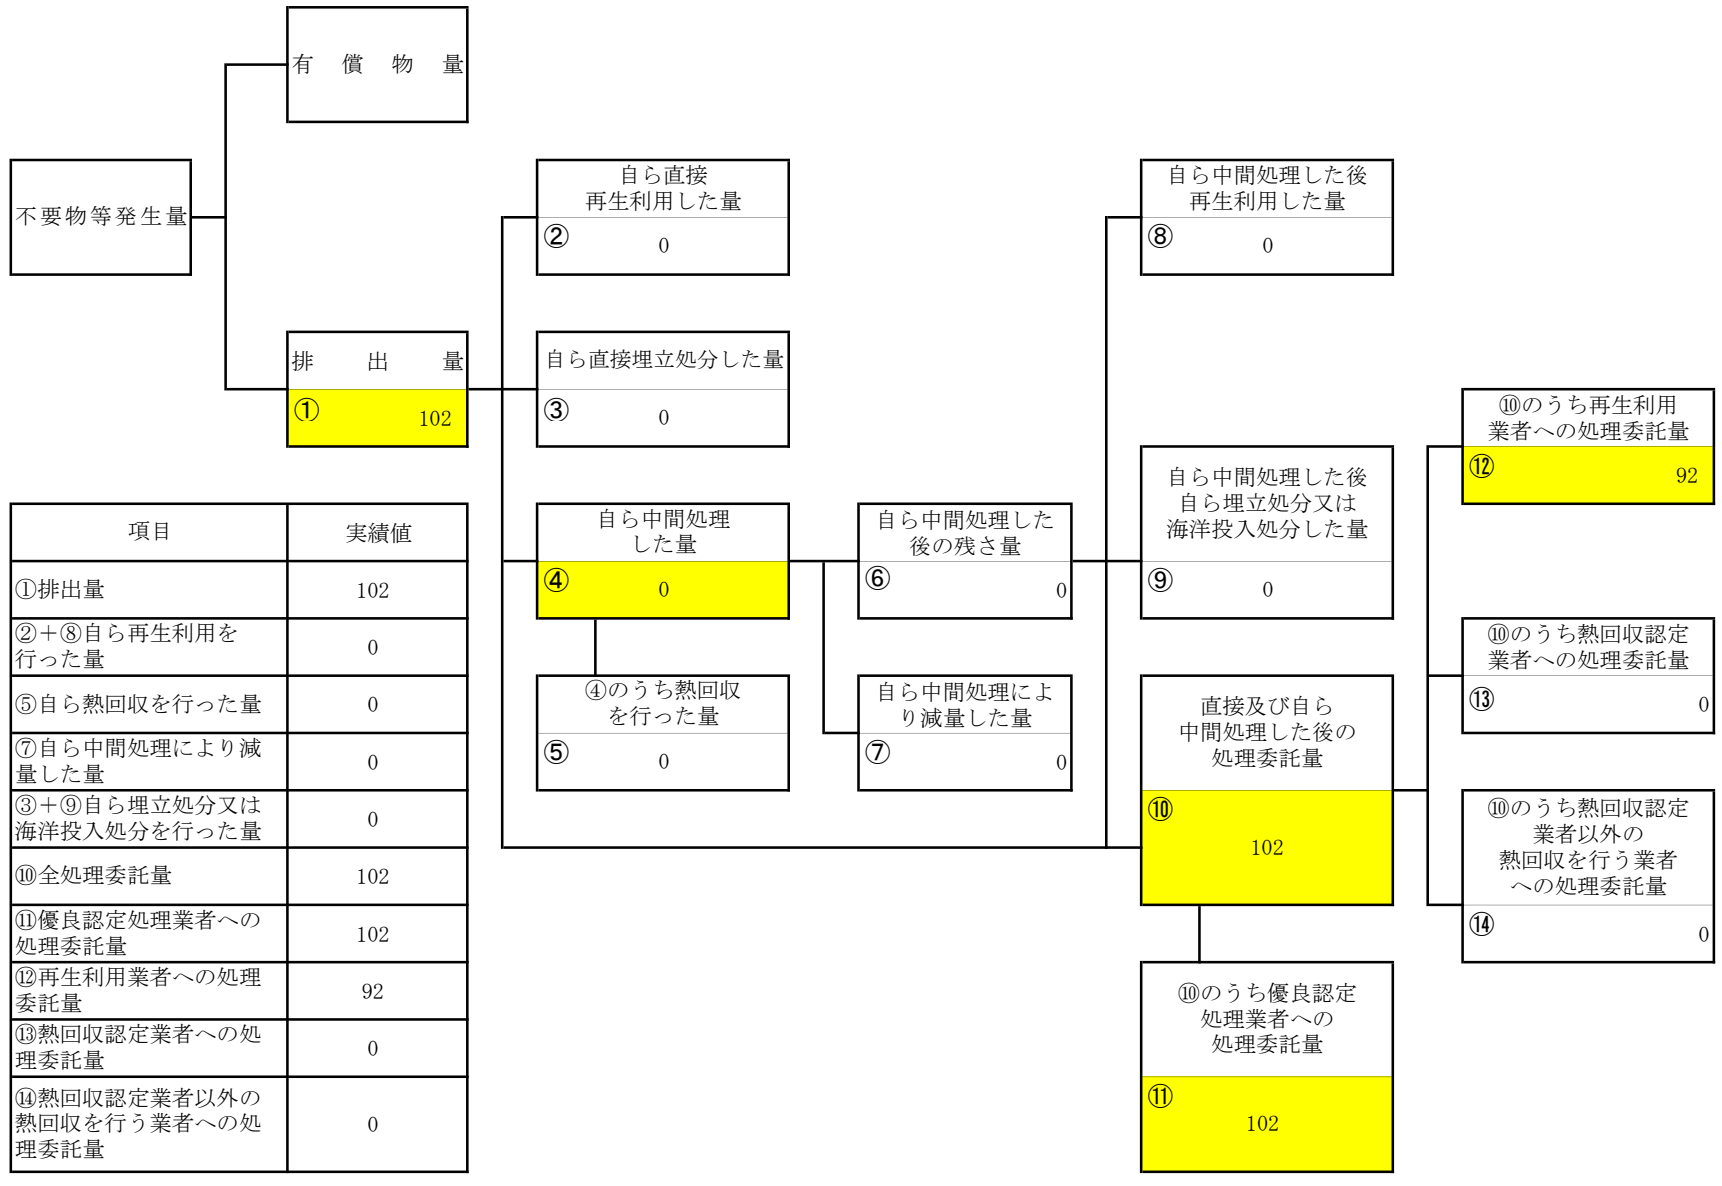 有償物量
不要物等発生量
排出量
① 102
自ら直接
再生利用した量
② 0
自ら直接埋立処分した量
③ 0
自ら中間処理
した量
④ 0
④のうち熱回収
を行った量
⑤ 0
自ら中間処理した
後の残さ量
⑥ 0
自ら中間処理によ
り減量した量
⑦ 0
自ら中間処理した後
再生利用した量
⑧ 0
自ら中間処理した後
自ら埋立処分又は
海洋投入処分した量
⑨ 0
直接及び自ら
中間処理した後の
処理委託量
⑩
102
⑩のうち優良認定
処理業者への
処理委託量
⑪
102
⑩のうち再生利用
業者への処理委託量
⑫ 92
⑩のうち熱回収認定
業者への処理委託量
⑬ 0
⑩のうち熱回収認定
業者以外の
熱回収を行う業者
への処理委託量
⑭ 0
項目 実績値
①排出量 102
②＋⑧自ら再生利用を
行った量 0
⑤自ら熱回収を行った量 0
⑦自ら中間処理により減
量した量 0
③＋⑨自ら埋立処分又は
海洋投入処分を行った量 0
⑩全処理委託量 102
⑪優良認定処理業者への
処理委託量 102
⑫再生利用業者への処理
委託量 92
⑬熱回収認定業者への処
理委託量 0
⑭熱回収認定業者以外の
熱回収を行う業者への処
理委託量 0